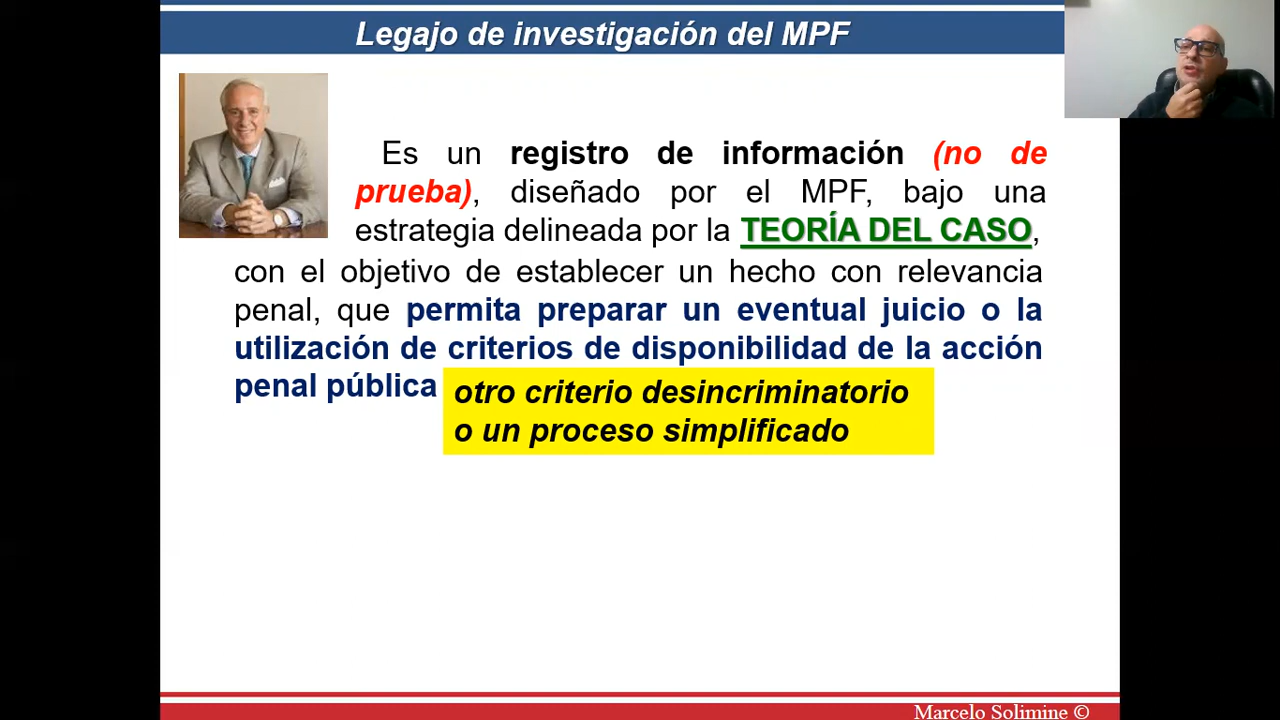 Legajo de investigación del MPF
Es un registro de información (no de
prueba), diseñado por el MPF, bajo una
estrategia delineada por la TEORÍA DEL CASO,
con el objetivo de establecer un hecho con relevancia
penal, que permita preparar un eventual juicio o la
utilización de criterios de disponibilidad de la acción
penal pública
otro criterio desincriminatorio
o un proceso simplificado
Marcelo Solimine ©